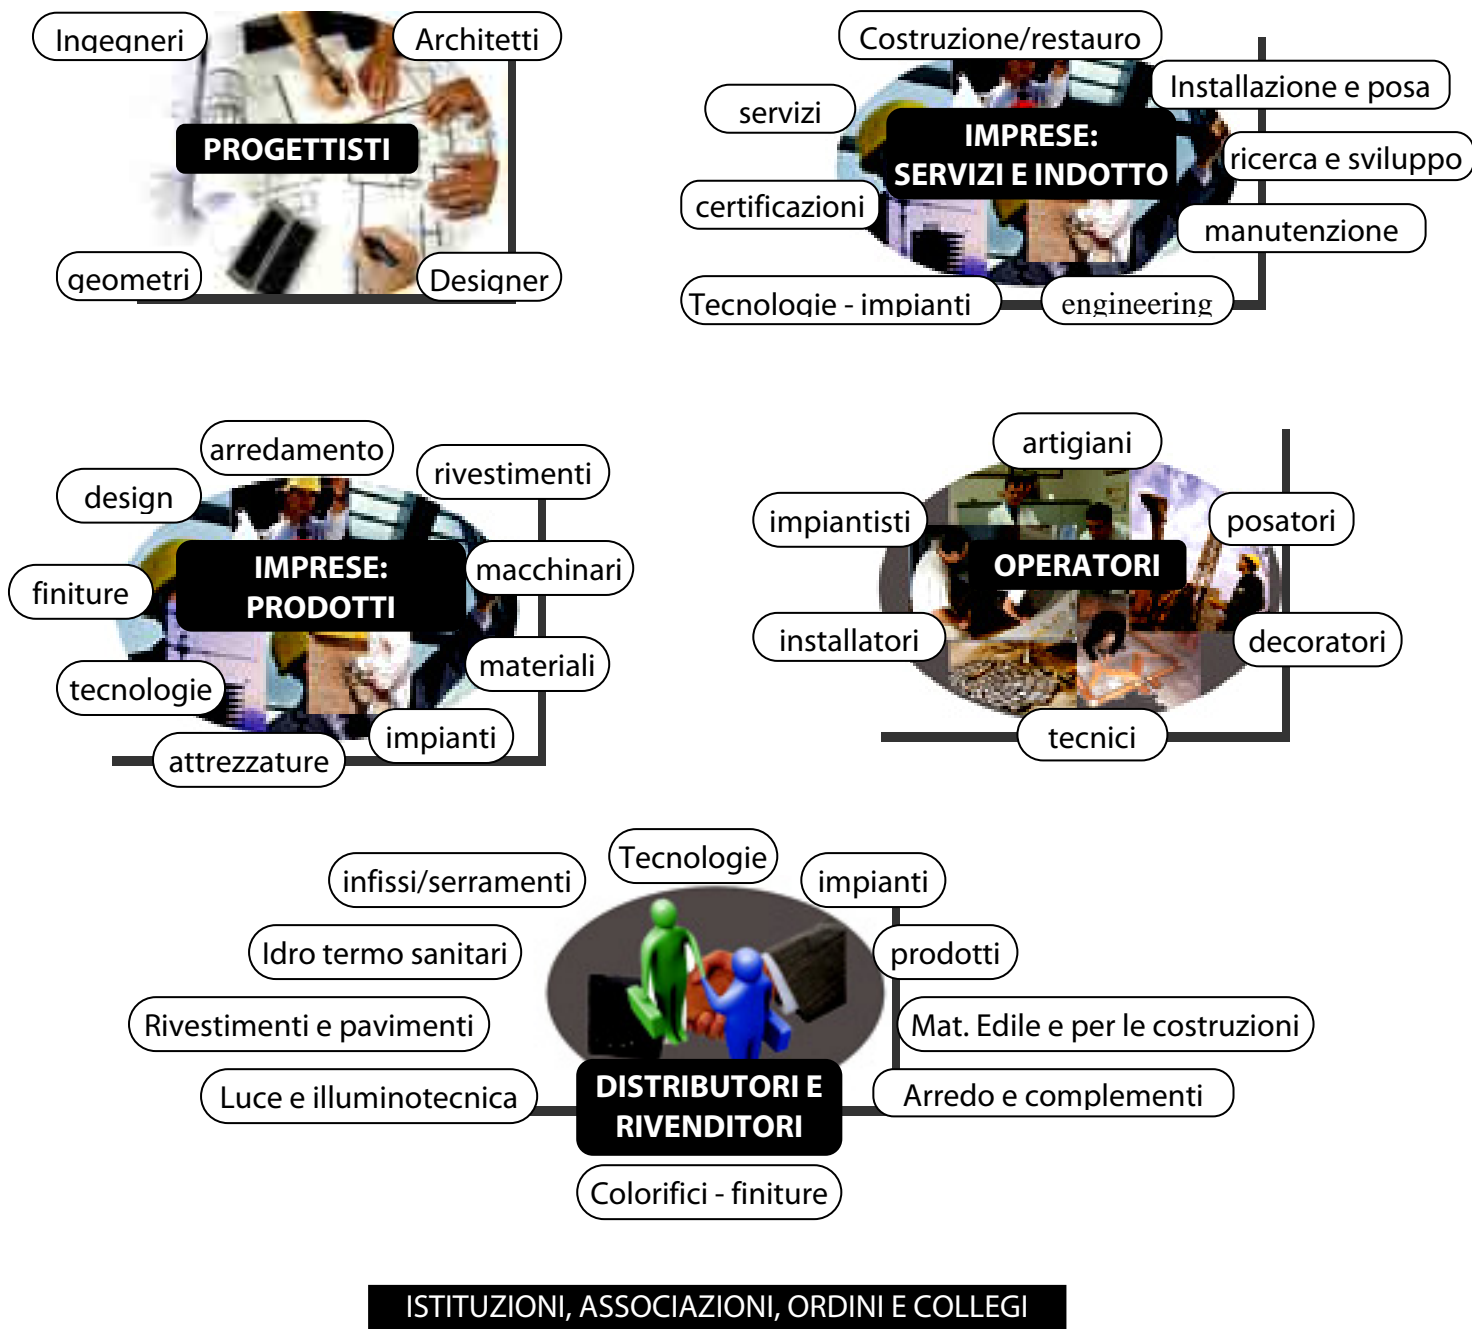 Ingegneri
Architetti
PROGETTISTI
geometri
Designer
Costruzione/restauro
Installazione e posa
servizi
IMPRESE:
SERVIZI E INDOTTO
ricerca e sviluppo
certificazioni
manutenzione
Tecnologie - impianti
engineering
arredamento
rivestimenti
design
IMPRESE:
PRODOTTI
macchinari
finiture
materiali
tecnologie
impianti
attrezzature
artigiani
impiantisti
posatori
OPERATORI
installatori
decoratori
tecnici
Tecnologie
infissi/serramenti
impianti
Idro termo sanitari
prodotti
Rivestimenti e pavimenti
Mat. Edile e per le costruzioni
Luce e illuminotecnica
DISTRIBUTORI E
RIVENDITORI
Arredo e complementi
Colorifici - finiture
ISTITUZIONI, ASSOCIAZIONI, ORDINI E COLLEGI